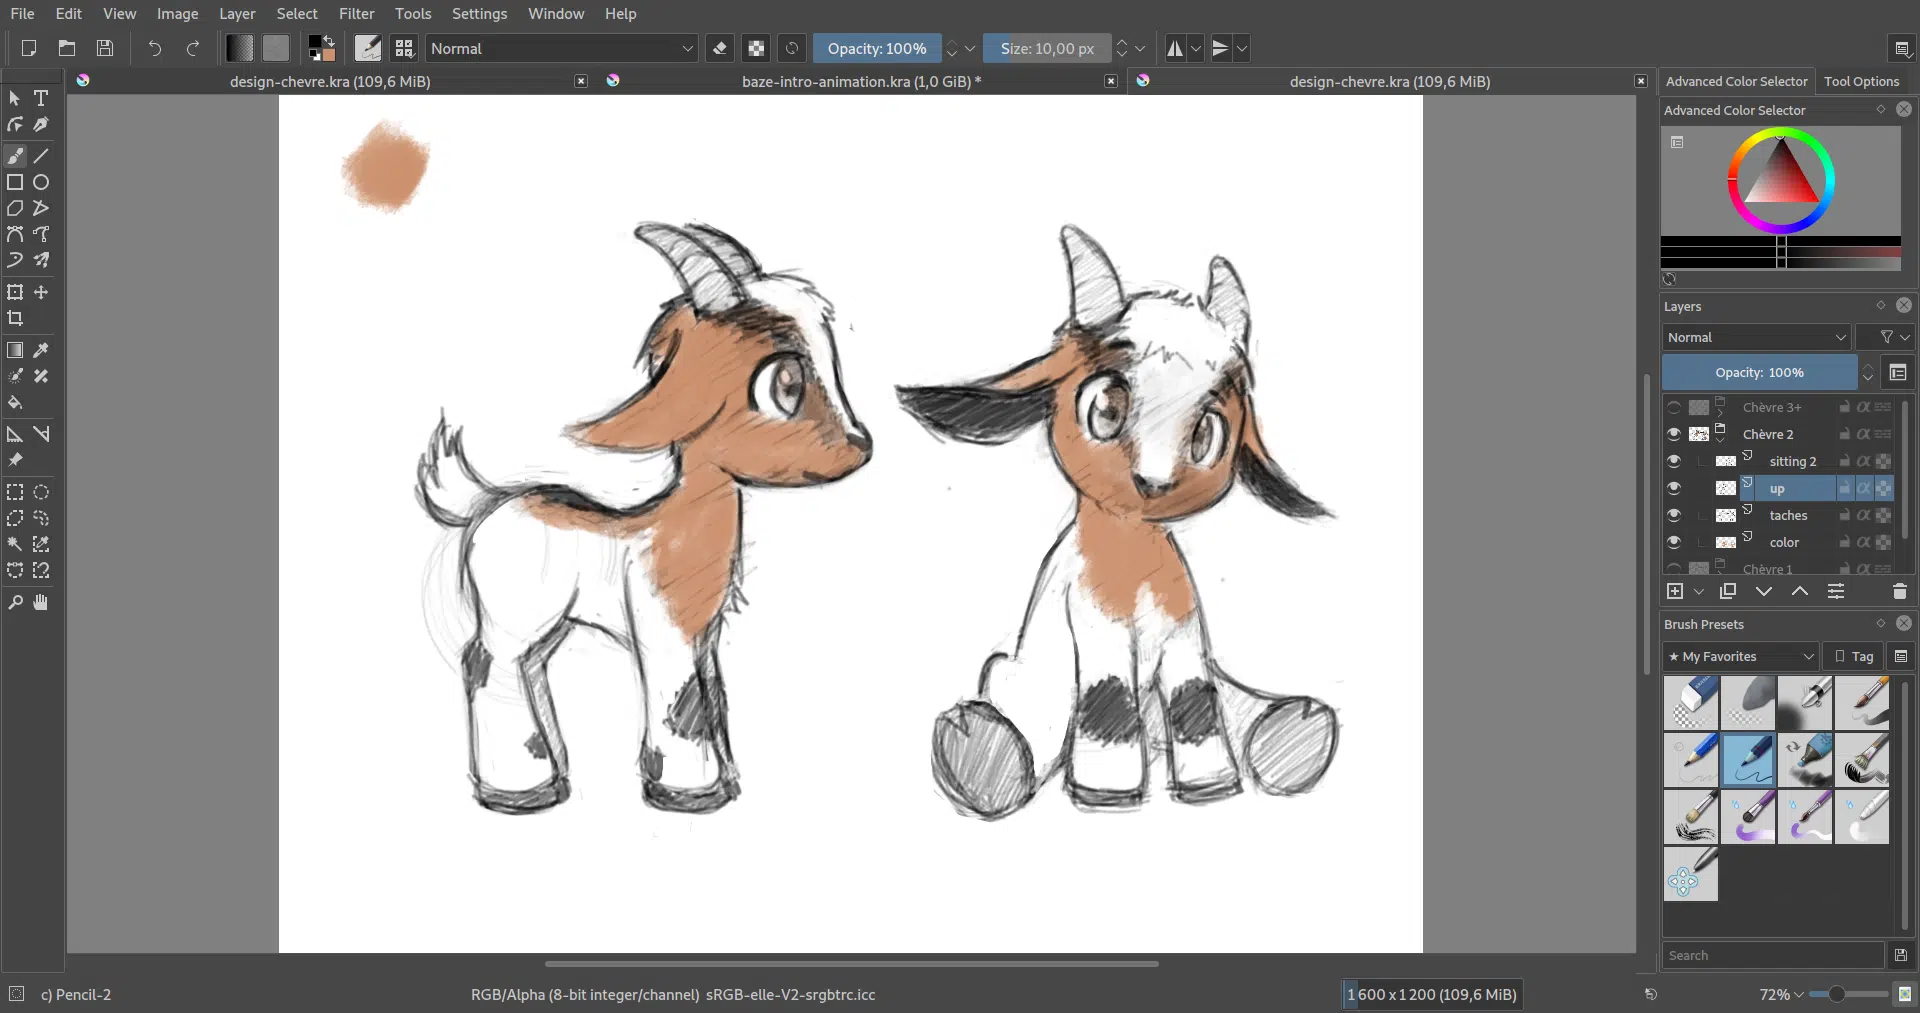 File Edit View Image Layer Select Filter Tools Settings Window Help
Normal Opacity: 100% Size: 10,00 px
design-chevre.kra (109,6 MiB) baze-intro-animation.kra (1,0 GiB) * design-chevre.kra (109,6 MiB)
Advanced Color Selector Tool Options
Advanced Color Selector
Layers
Normal
Opacity: 100%
Chèvre 3+
Chèvre 2
sitting 2
up
taches
color
Chèvre 1
Brush Presets
★ My Favorites Tag
Search
c) Pencil-2 RGB/Alpha (8-bit integer/channel) sRGB-elle-V2-srgbtrc.icc 1 600 x 1 200 (109,6 MiB) 72%